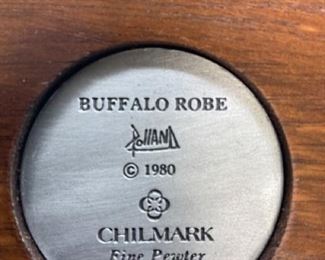 BUFFALO ROBE
Polland
© 1980
CHILMARK
Fine Pewter